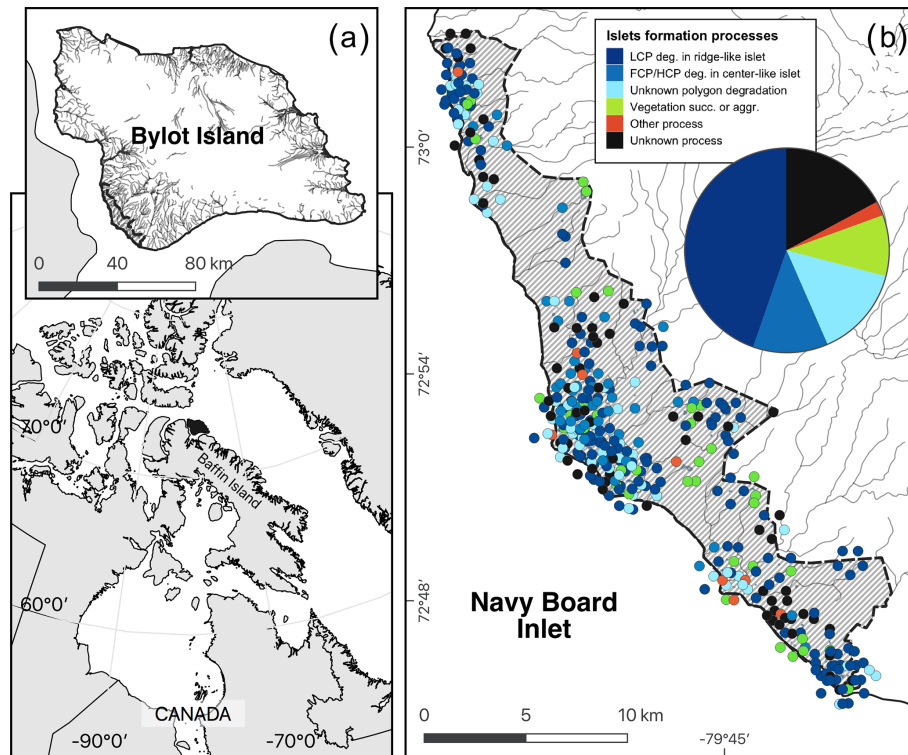 (a)
Bylot Island
0 40 80 km
70°0'
Baffin Island
60°0'
CANADA
-90°0'
-70°0'
(b)
Islets formation processes
LCP deg. in ridge-like islet
FCP/HCP deg. in center-like islet
Unknown polygon degradation
Vegetation succ. or aggr.
Other process
Unknown process
73°0'
72°54'
72°48'
Navy Board
Inlet
0 5 10 km
-79°45'